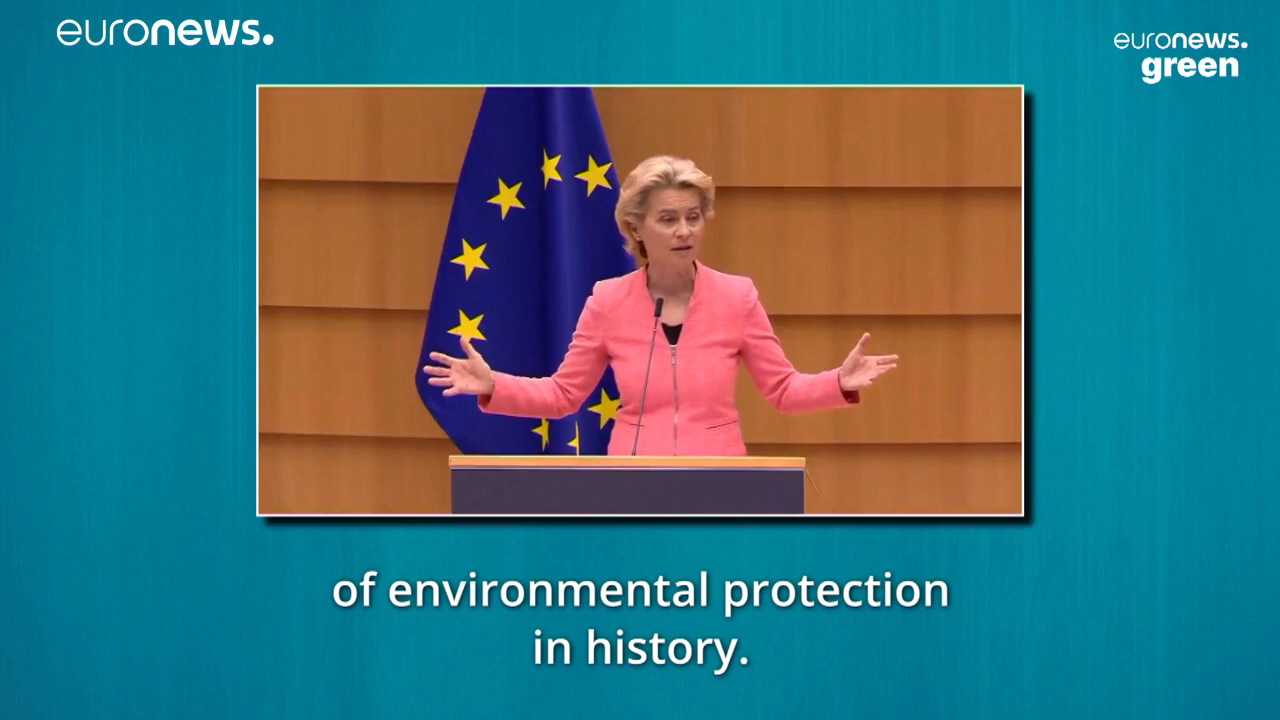 euronews.
euronews.
green
of environmental protection
in history.